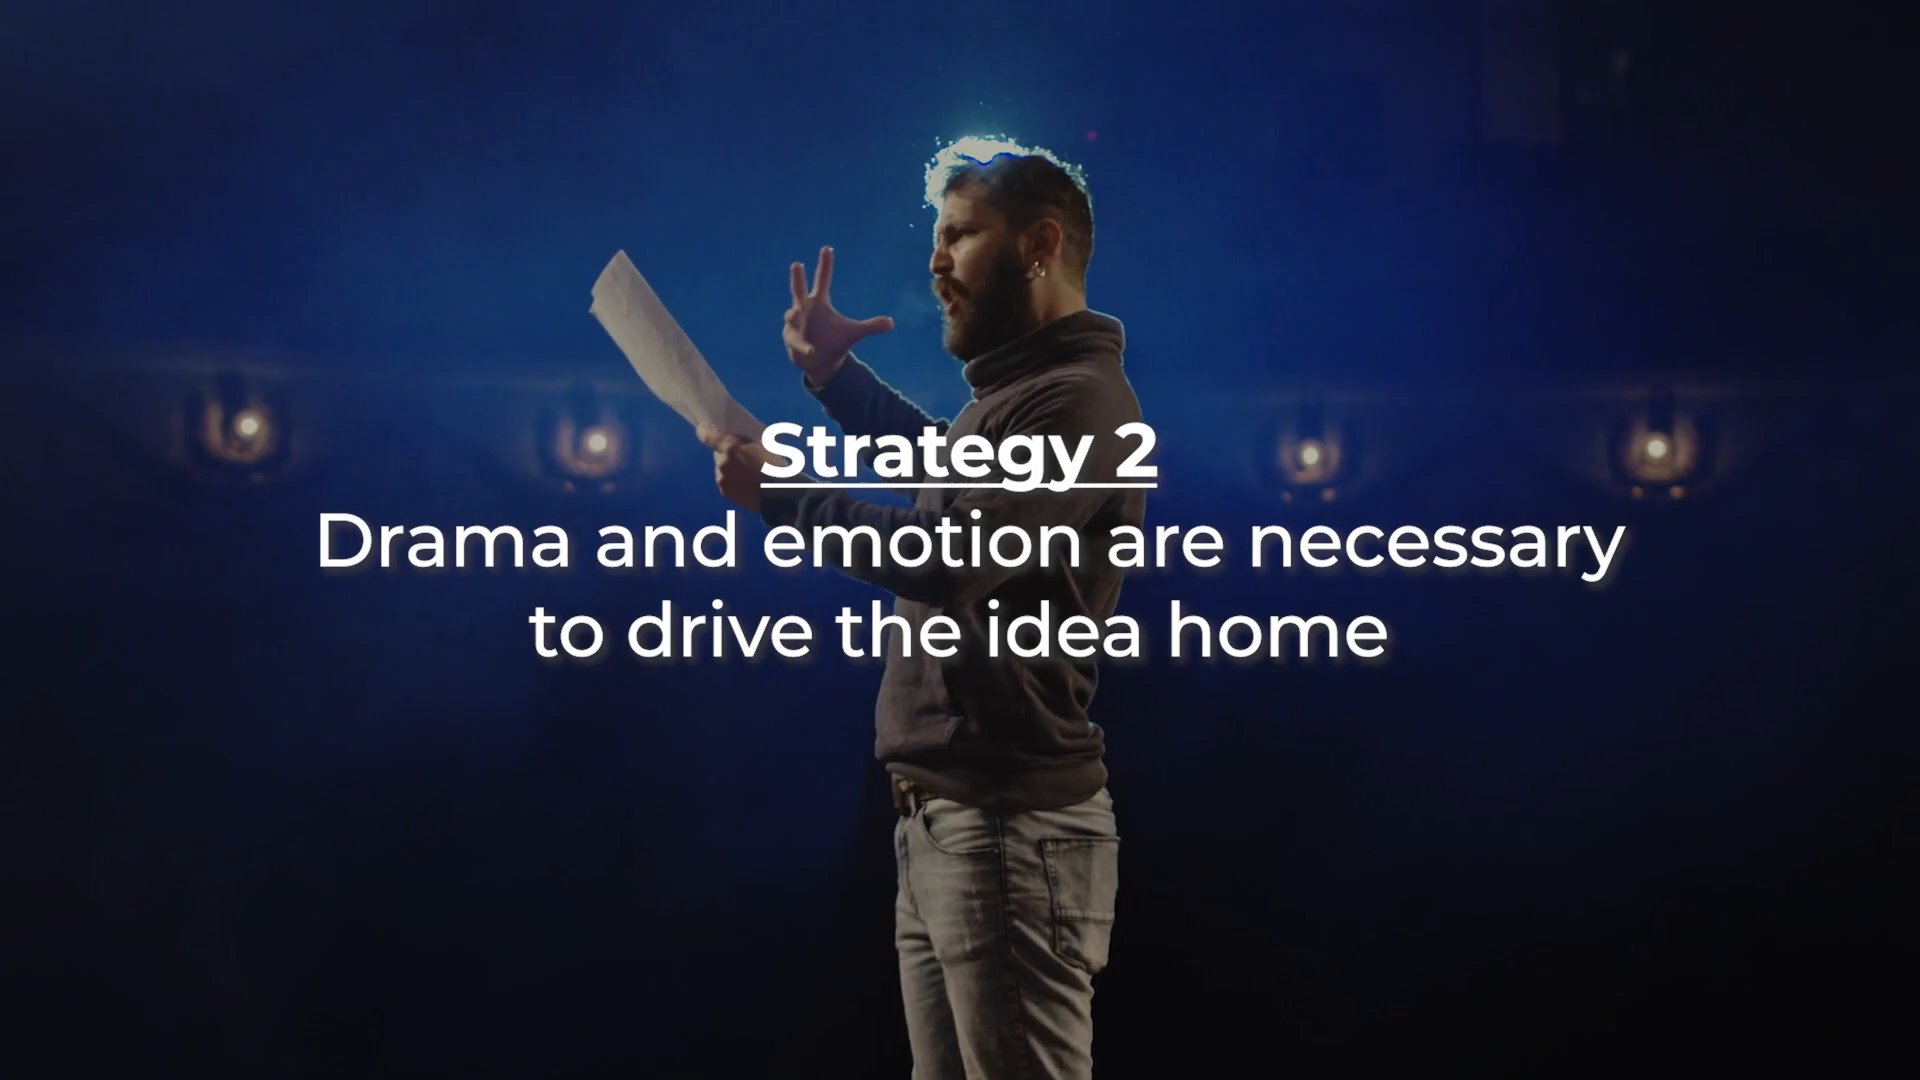 Strategy 2
Drama and emotion are necessary
to drive the idea home